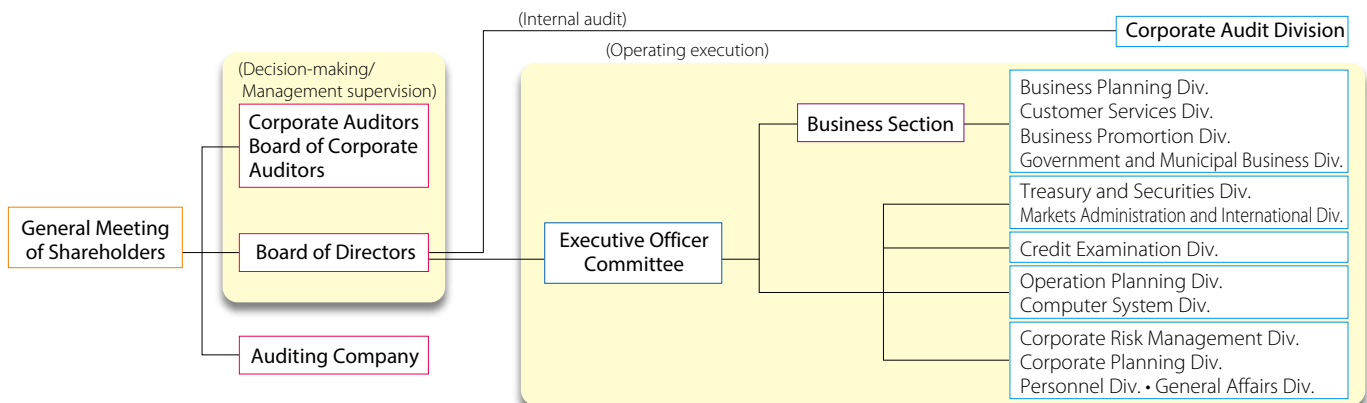 (Internal audit)
Corporate Audit Division
(Operating execution)
(Decision-making/
Management supervision)
Corporate Auditors
Board of Corporate
Auditors
General Meeting
of Shareholders
Board of Directors
Auditing Company
Executive Officer
Committee
Business Section
Business Planning Div.
Customer Services Div.
Business Promortion Div.
Government and Municipal Business Div.
Treasury and Securities Div.
Markets Administration and International Div.
Credit Examination Div.
Operation Planning Div.
Computer System Div.
Corporate Risk Management Div.
Corporate Planning Div.
Personnel Div. • General Affairs Div.